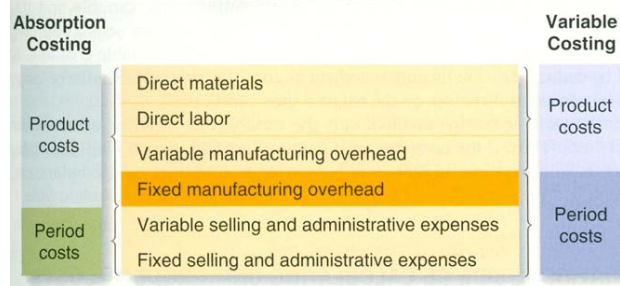 Absorption
Costing
Variable
Costing
Product
costs
Period
costs
Direct materials
Direct labor
Variable manufacturing overhead
Fixed manufacturing overhead
Variable selling and administrative expenses
Fixed selling and administrative expenses
Product
costs
Period
costs